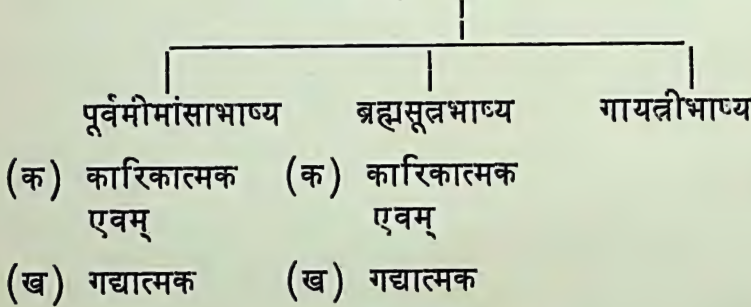 पूर्वमीमांसाभाष्य ब्रह्मसूत्रभाष्य गायत्रीभाष्य
(क) कारिकात्मक (क) कारिकात्मक
एवम् एवम्
(ख) गद्यात्मक (ख) गद्यात्मक